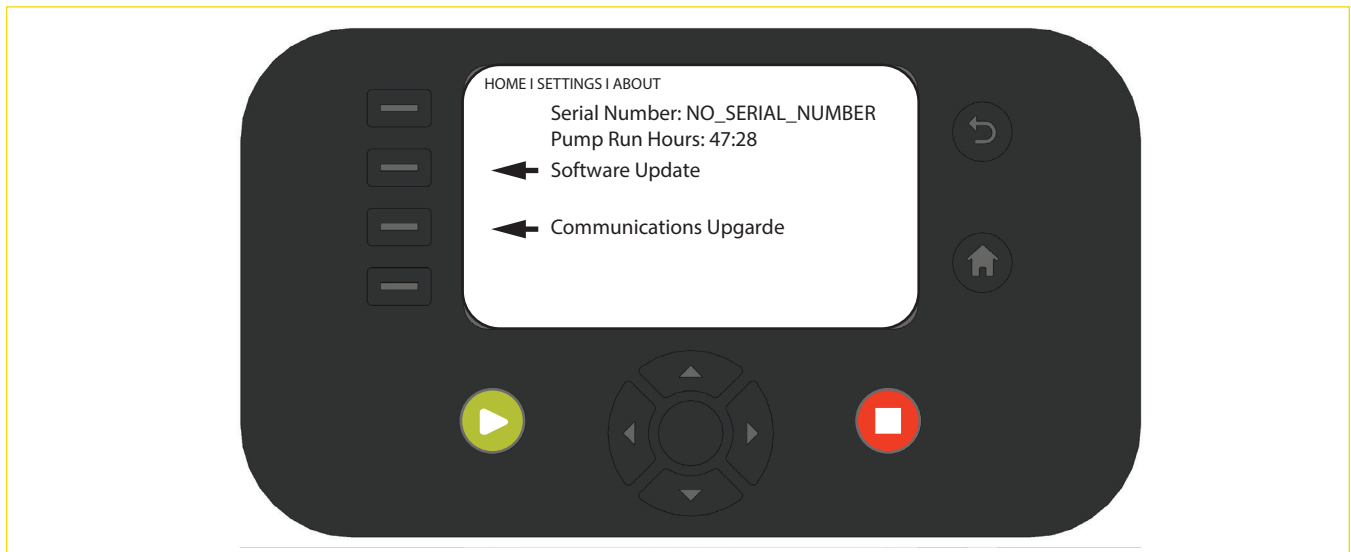 HOME I SETTINGS I ABOUT
Serial Number: NO_SERIAL_NUMBER
Pump Run Hours: 47:28
Software Update
Communications Upgarde